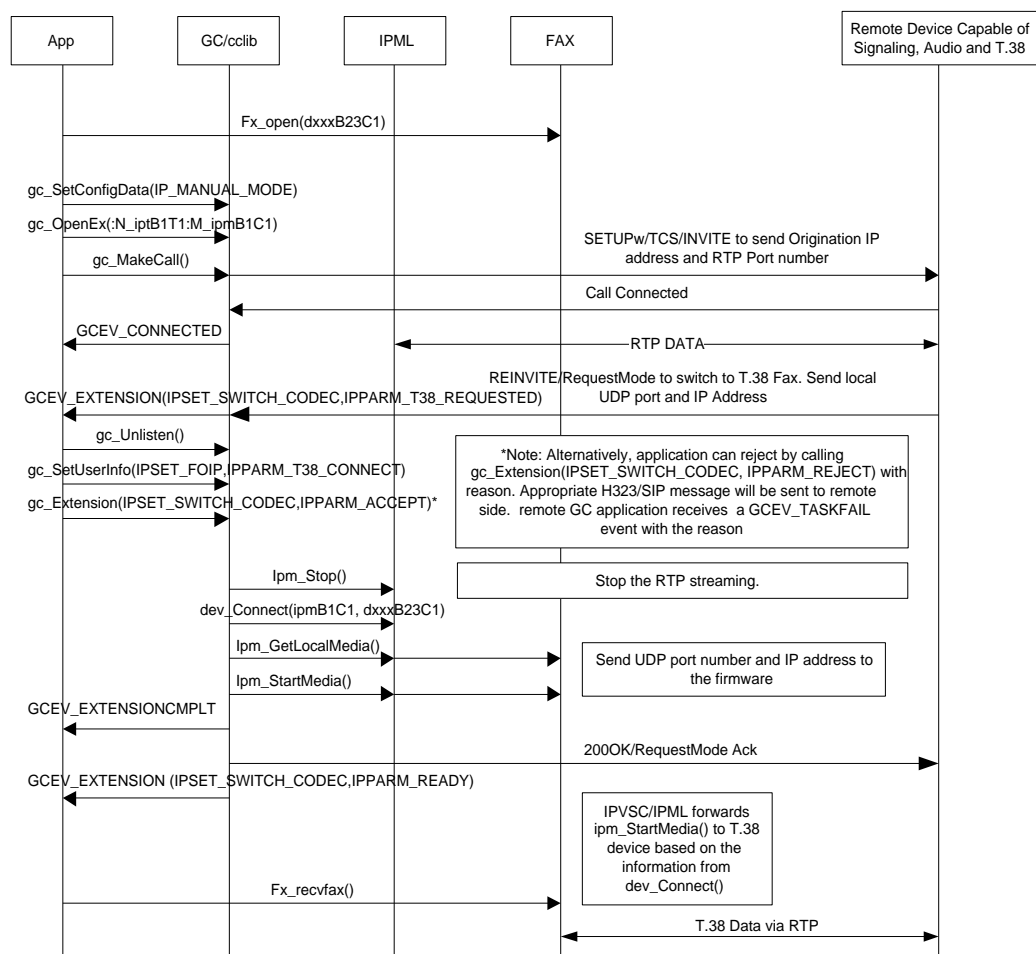 App
GC/cclib
IPML
FAX
Remote Device Capable of
Signaling, Audio and T.38
Fx_open(dxxxB23C1)
gc_SetConfigData(IP_MANUAL_MODE)
gc_OpenEx(:N_iptB1T1:M_ipmB1C1)
SETUPw/TCS/INVITE to send Origination IP
address and RTP Port number
gc_MakeCall()
Call Connected
GCEV_CONNECTED
RTP DATA
REINVITE/RequestMode to switch to T.38 Fax. Send local
UDP port and IP Address
GCEV_EXTENSION(IPSET_SWITCH_CODEC,IPPARM_T38_REQUESTED)
gc_Unlisten()
gc_SetUserInfo(IPSET_FOIP,IPPARM_T38_CONNECT)
gc_Extension(IPSET_SWITCH_CODEC,IPPARM_ACCEPT)*
*Note: Alternatively, application can reject by calling
gc_Extension(IPSET_SWITCH_CODEC, IPPARM_REJECT) with
reason. Appropriate H323/SIP message will be sent to remote
side. remote GC application receives a GCEV_TASKFAIL
event with the reason
Ipm_Stop()
Stop the RTP streaming.
dev_Connect(ipmB1C1, dxxxB23C1)
Ipm_GetLocalMedia()
Send UDP port number and IP address to
the firmware
Ipm_StartMedia()
GCEV_EXTENSIONCMPLT
200OK/RequestMode Ack
GCEV_EXTENSION (IPSET_SWITCH_CODEC,IPPARM_READY)
IPVSC/IPML forwards
ipm_StartMedia() to T.38
device based on the
information from
dev_Connect()
Fx_recvfax()
T.38 Data via RTP